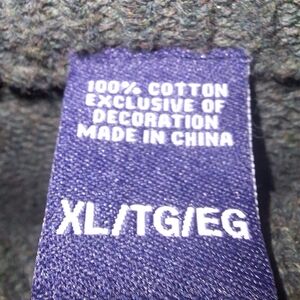 100% COTTON
EXCLUSIVE OF
DECORATION
MADE IN CHINA
XL/TG/EG